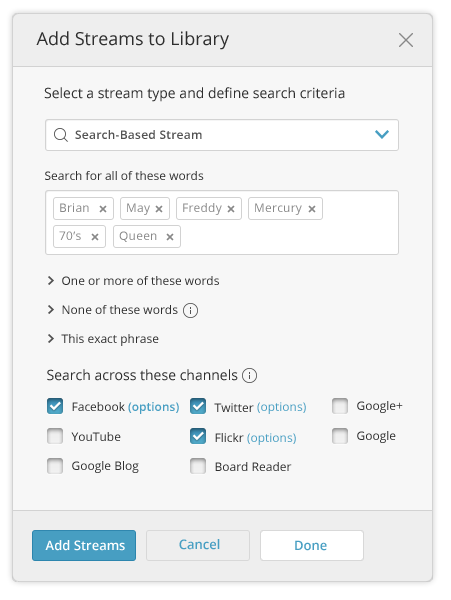 Add Streams to Library
Select a stream type and define search criteria
Search-Based Stream
Search for all of these words
Brian × May × Freddy × Mercury ×
70's × Queen ×
One or more of these words
None of these words
This exact phrase
Search across these channels
Facebook (options) Twitter (options) Google+
YouTube Flickr (options) Google
Google Blog Board Reader
Add Streams Cancel Done